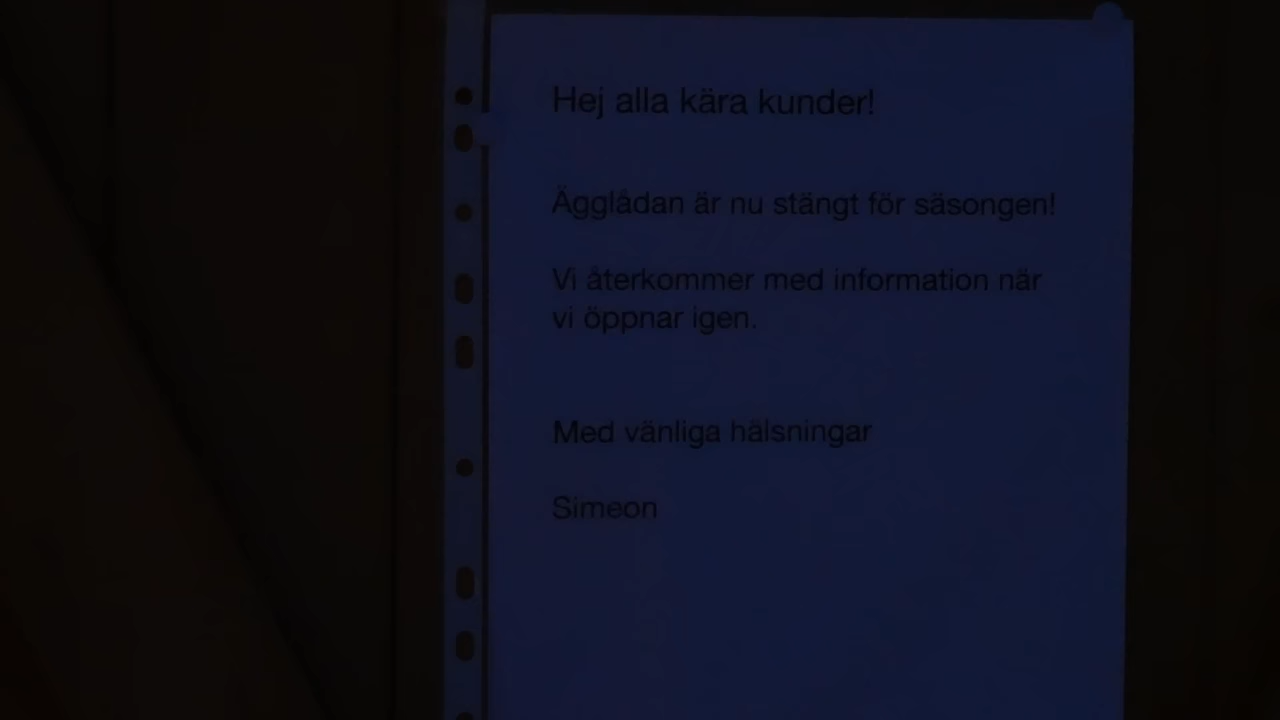 Hej alla kära kunder!
Ägglådan är nu stängt för säsongen!
Vi återkommer med information när
vi öppnar igen.
Med vänliga hälsningar
Simeon